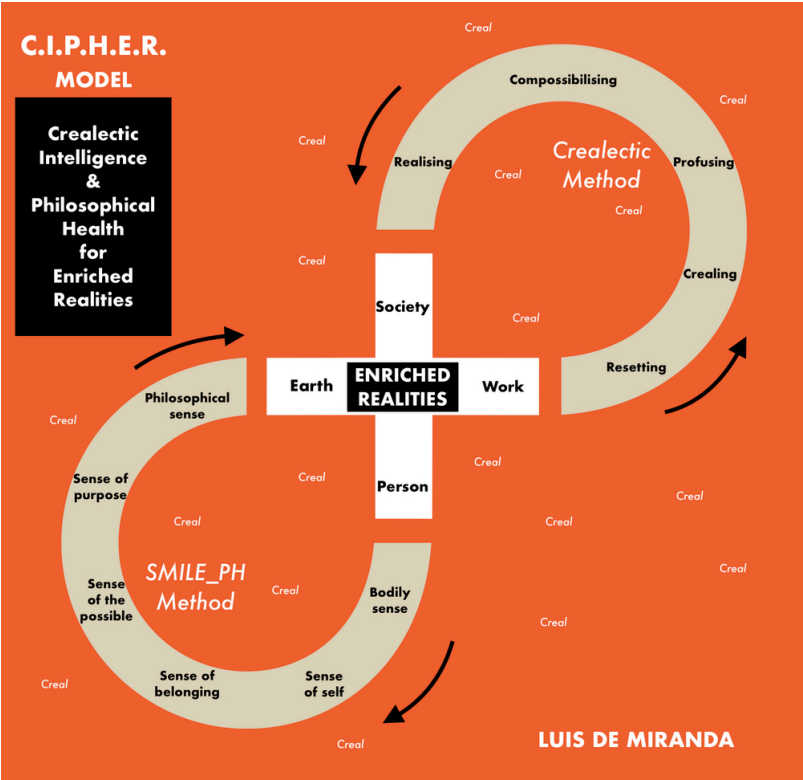 C.I.P.H.E.R.
MODEL
Crealectic
Intelligence
&
Philosophical
Health
for
Enriched
Realities
Creal
Compossibilising
Creal
Creal
Realising
Crealectic
Method
Profusing
Creal
Creal
Creal
Crealing
Society
Creal
Resetting
Earth
ENRICHED
REALITIES
Work
Philosophical
sense
Creal
Creal
Sense of
purpose
Creal
Person
Creal
Creal
Creal
SMILE_PH
Method
Sense
of the
possible
Creal
Bodily
sense
Creal
Creal
Sense of
belonging
Sense
of self
Creal
Creal
LUIS DE MIRANDA